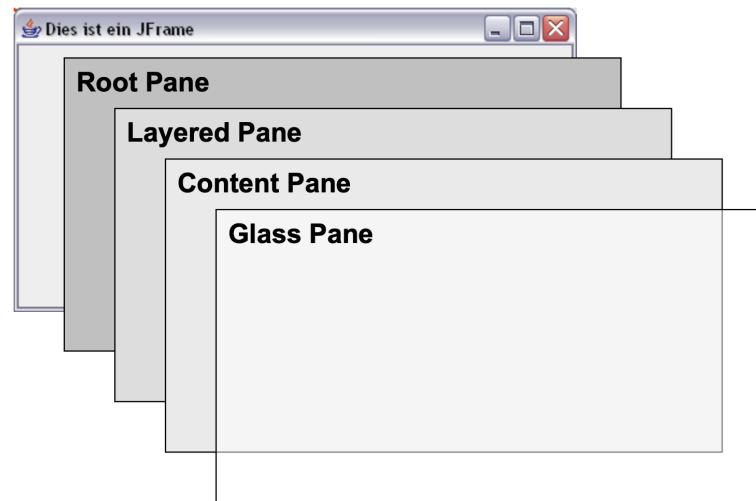 Dies ist ein JFrame
Root Pane
Layered Pane
Content Pane
Glass Pane